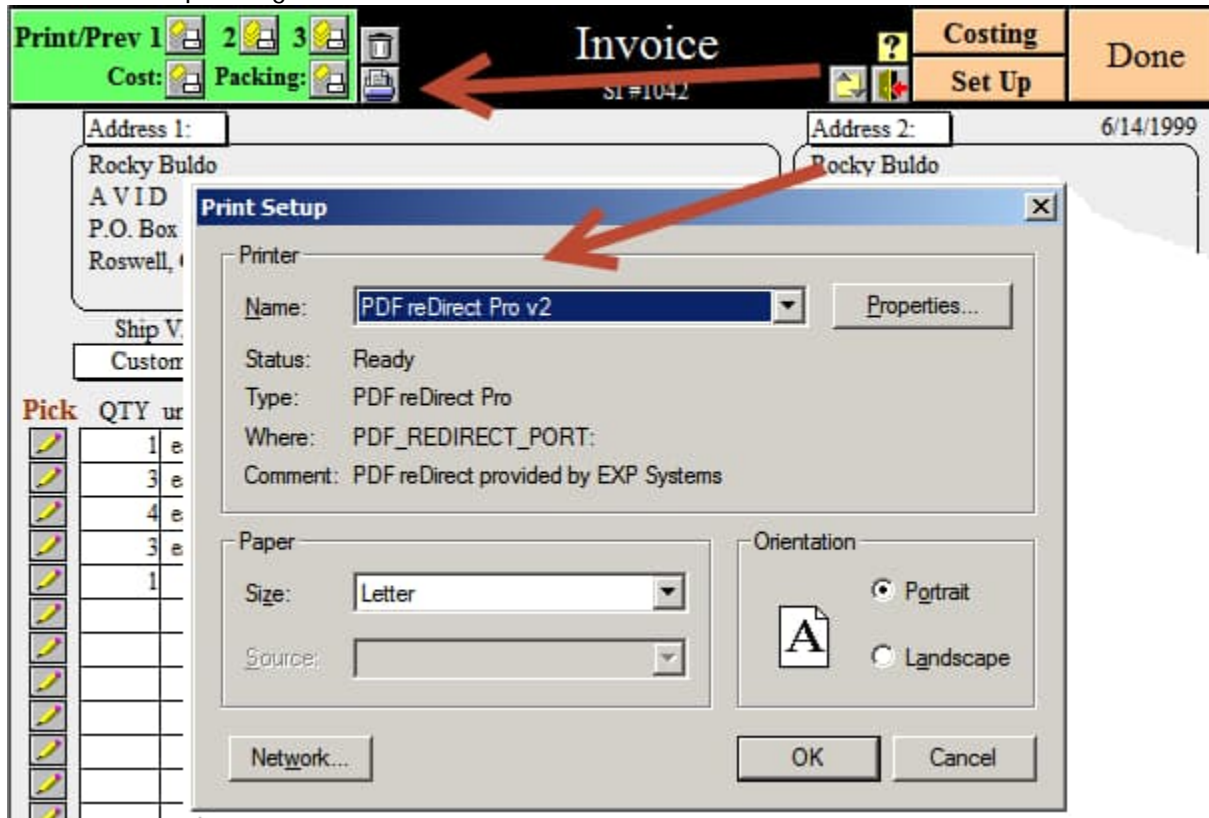 Print/Prev 1 2 3
Invoice
?
Costing
Done
Cost: Packing:
SI #1042
Set Up
Address 1:
Address 2:
6/14/1999
Rocky Buldo
Rocky Buldo
A V I D
P.O. Box
Roswell,
Print Setup
Printer
Name: PDF reDirect Pro v2 Properties...
Status: Ready
Type: PDF reDirect Pro
Where: PDF_REDIRECT_PORT:
Comment: PDF reDirect provided by EXP Systems
Ship
Custom
Pick QTY
1
3
4
3
1
Paper
Size: Letter
Source:
Orientation
A
Portrait
Landscape
Network...
OK
Cancel